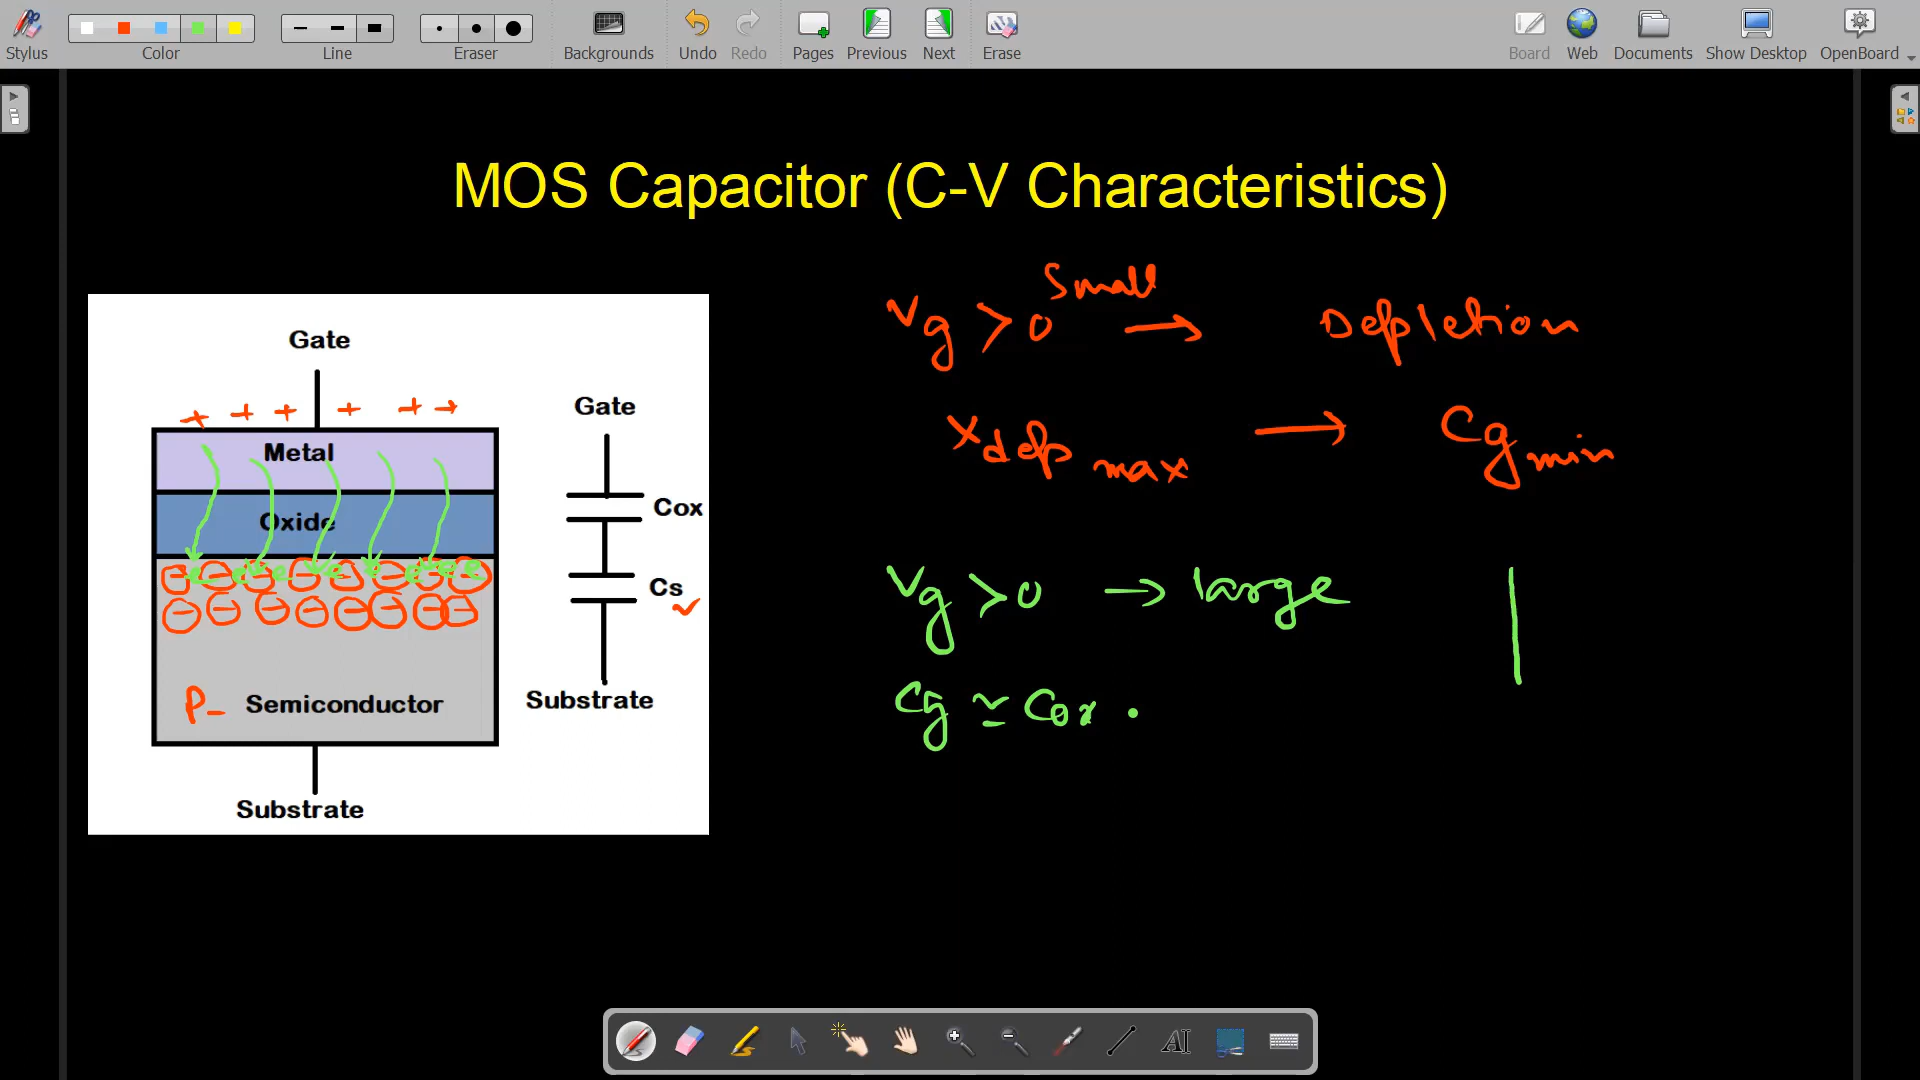 Stylus
Color
Line
Eraser
Backgrounds
Undo
Redo
Pages
Previous
Next
Erase
Board
Web
Documents
Show Desktop
OpenBoard
MOS Capacitor (C-V Characteristics)
Gate
+ + + + + +
Metal
Oxide
P- Semiconductor
Substrate
Gate
Cox
Cs
Substrate
Vg > 0 small → Depletion
xdep max → Cg min
Vg > 0 → large
Cg ≃ Cox .